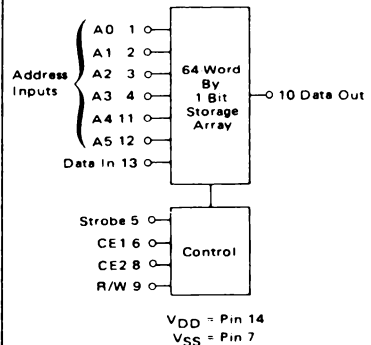 A0 1
A1 2
Address Inputs
A2 3
A3 4
A4 11
A5 12
Data In 13
64 Word
By
1 Bit
Storage
Array
10 Data Out
Strobe 5
CE1 6
CE2 8
R/W 9
Control
VDD = Pin 14
VSS = Pin 7